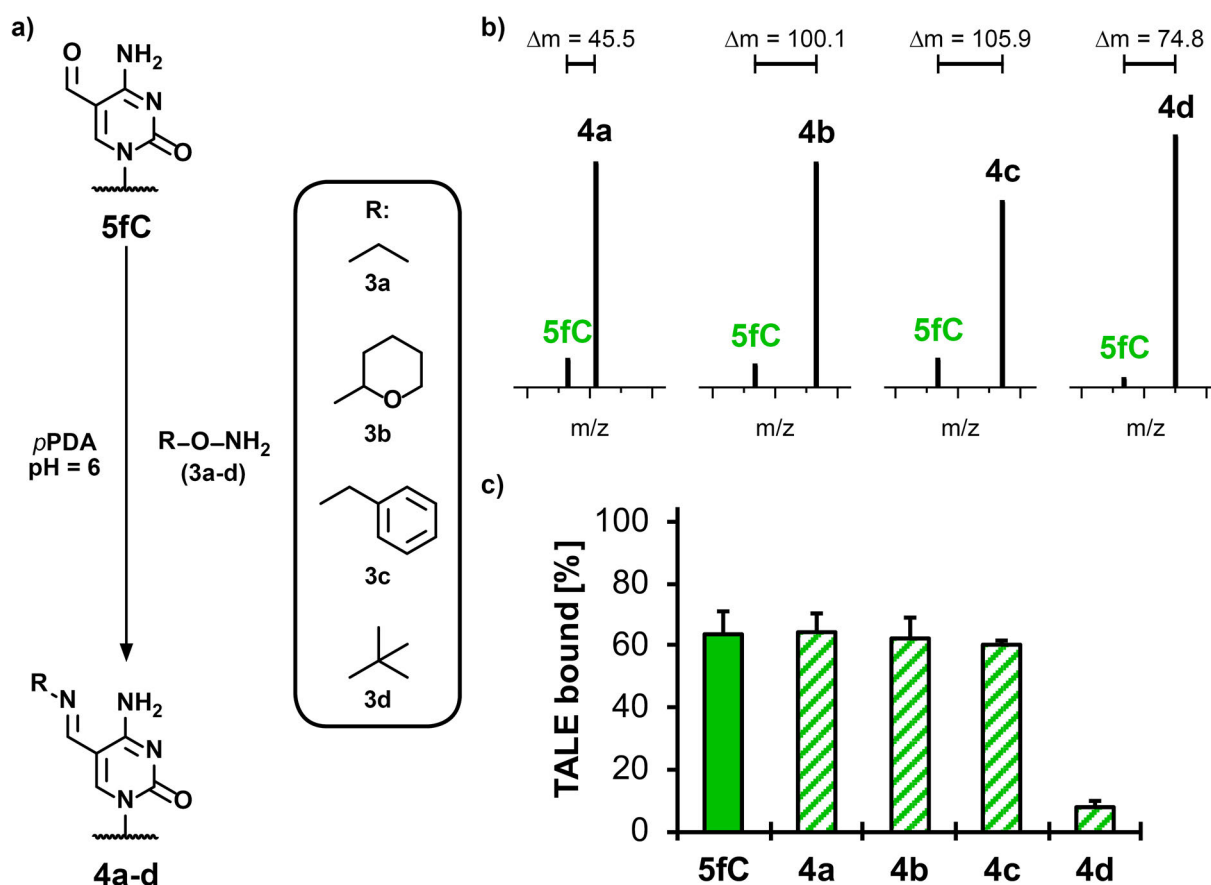 a)
O
NH₂
N
N
O
5fC
pPDA
pH = 6
R–O–NH₂
(3a-d)
R:
3a
O
3b
3c
3d
R
N
NH₂
N
N
O
4a-d
b)
Δm = 45.5
Δm = 100.1
Δm = 105.9
Δm = 74.8
4a
4b
4c
4d
5fC
5fC
5fC
5fC
m/z
m/z
m/z
m/z
c)
TALE bound [%]
100
80
60
40
20
0
5fC
4a
4b
4c
4d